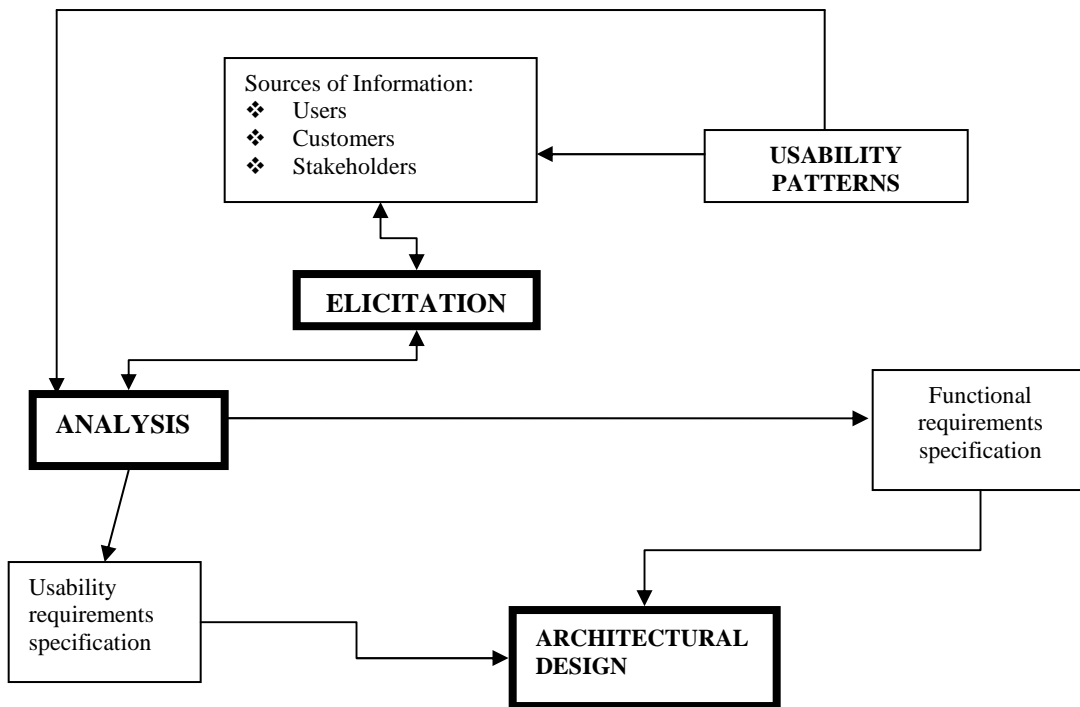 Sources of Information:
❖ Users
❖ Customers
❖ Stakeholders
USABILITY
PATTERNS
ELICITATION
ANALYSIS
Functional
requirements
specification
Usability
requirements
specification
ARCHITECTURAL
DESIGN